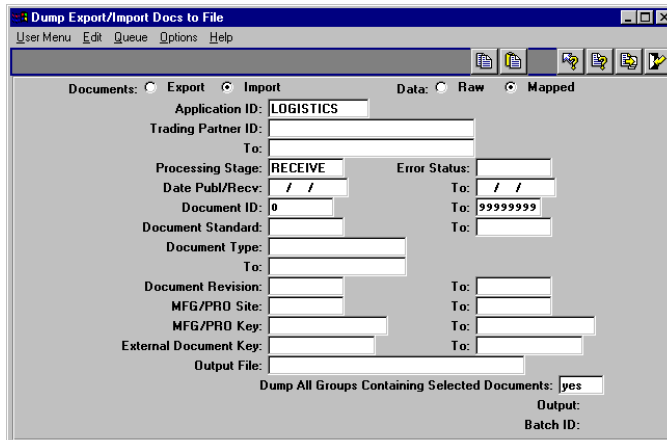 Dump Export/Import Docs to File
User Menu Edit Queue Options Help
Documents: Export Import Data: Raw Mapped
Application ID: LOGISTICS
Trading Partner ID:
To:
Processing Stage: RECEIVE Error Status:
Date Publ/Recv: / / To: / /
Document ID: 0 To: 99999999
Document Standard: To:
Document Type:
To:
Document Revision: To:
MFG/PRO Site: To:
MFG/PRO Key: To:
External Document Key: To:
Output File:
Dump All Groups Containing Selected Documents: yes
Output:
Batch ID: